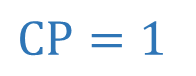 CP = 1